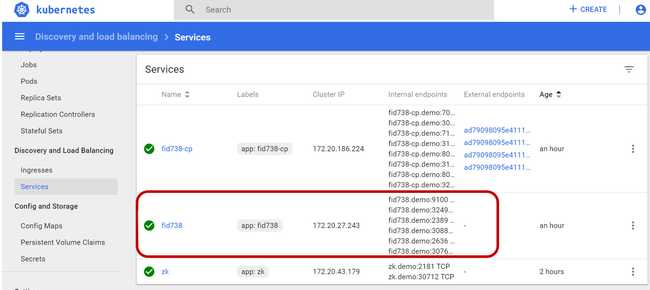 kubernetes
Search
+ CREATE
Discovery and load balancing > Services
Jobs
Pods
Replica Sets
Replication Controllers
Stateful Sets
Discovery and Load Balancing
Ingresses
Services
Config and Storage
Config Maps
Persistent Volume Claims
Secrets
Services
Name Labels Cluster IP Internal endpoints External endpoints Age
fid738-cp app: fid738-cp 172.20.186.224
fid738-cp.demo:70...
fid738-cp.demo:30...
fid738-cp.demo:71...
fid738-cp.demo:31...
fid738-cp.demo:80...
fid738-cp.demo:31...
fid738-cp.demo:80...
fid738-cp.demo:32...
ad79098095e4111...
ad79098095e4111...
ad79098095e4111...
ad79098095e4111...
an hour
fid738 app: fid738 172.20.27.243
fid738.demo:9100 ...
fid738.demo:3249...
fid738.demo:2389 ...
fid738.demo:3088...
fid738.demo:2636 ...
fid738.demo:3076...
-
an hour
zk app: zk 172.20.43.179
zk.demo:2181 TCP
zk.demo:30712 TCP
-
2 hours